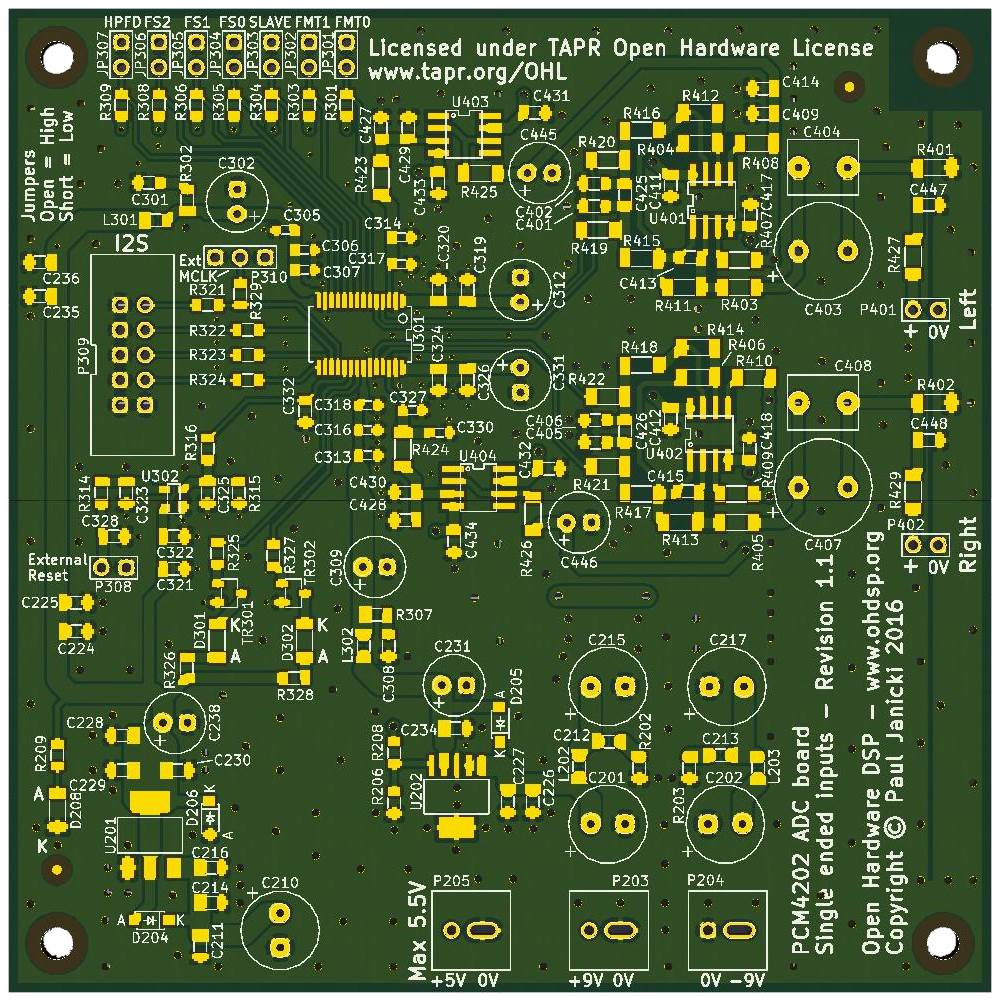 HPFD FS2 FS1 FS0 SLAVE FMT1 FMT0
JP307 JP306 JP305 JP304 JP303 JP302 JP301
Licensed under TAPR Open Hardware License
www.tapr.org/OHL
R309 R308 R306 R305 R304 R303 R301
Jumpers
Open = High
Short = Low
C427 C429 U403 C431 C445
R423 C433 R425
R416 R412 C414 C409
R420 R404 R408 C404 R401
C425 C411 U401 C417 R407
C402 C401 R419 C447
R302 C302 C301 L301
I2S
C305 C306 C307
C314 C317 C320 C319 C312
R415 C413 R411 R403 C403 R427
C236 C235
Ext
MCLK
P310
R321 R329
R322
R323
R324
P309
U301
P401
+ 0V
Left
C324 C326 C331
R418 R414 R406 R410 C408 R402
R422
C332 C318 C316 C313 C327 C330 R424
C406 C405 C426 C412 U402 C418 R409 C448
R316
R314 C323 U302 C325 R315
C430 C428 U404 C432 R421
R417 C415 R413 R405 C407 R429
C328 C322 C321
C434 R426 C446
P402
+ 0V
Right
External
Reset
P308
R325 R327 TR302 C309
C225 C224
D301 TR301 D302
K K
A A
L302 R307 C308
R326 R328
C231 D205
A
K
C215 C217
C228 C238 C230
C234
R209 C229
R208 R206 U202 C227 C226
C212 R202 L202 C201
C213 L203 R203 C202
A
D208
K
U201 D206
K
A
C216
C214
C210
C211
A K
D204
P205
Max 5.5V
+5V 0V
P203
+9V 0V
P204
0V -9V
PCM4202 ADC board
Single ended inputs - Revision 1.1
Open Hardware DSP - www.ohdsp.org
Copyright © Paul Janicki 2016